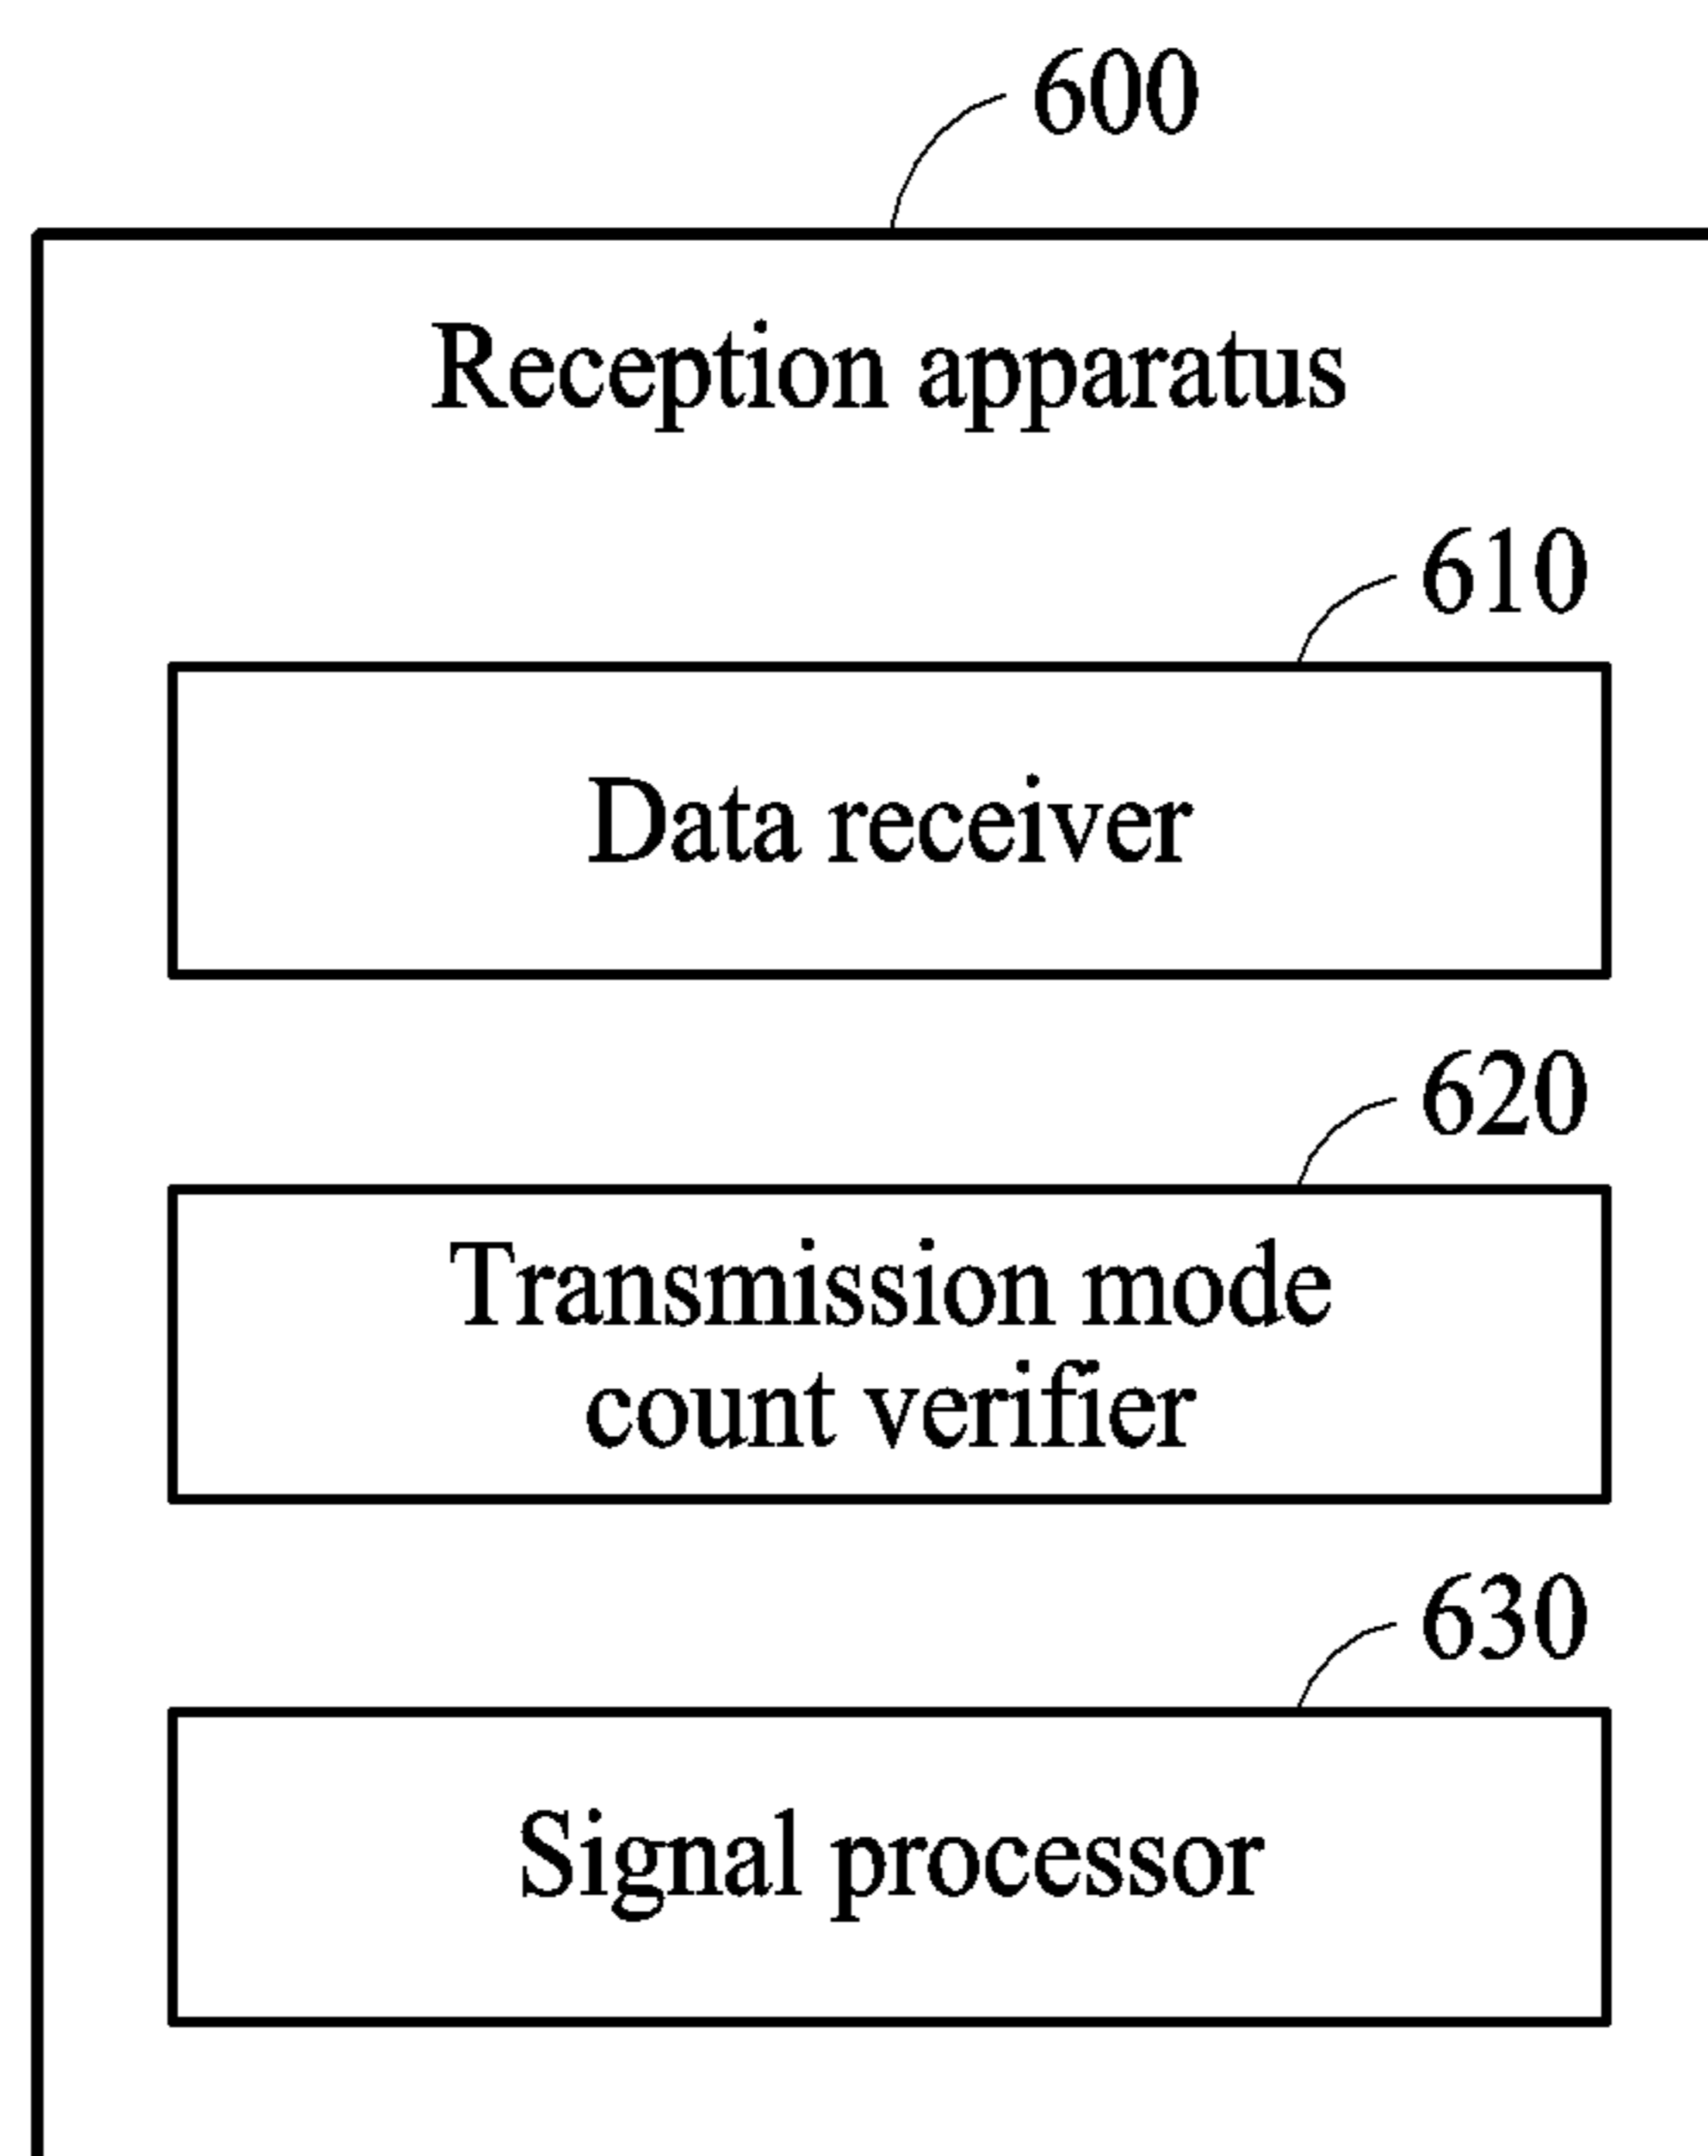 600
Reception apparatus
610
Data receiver
620
Transmission mode
count verifier
630
Signal processor